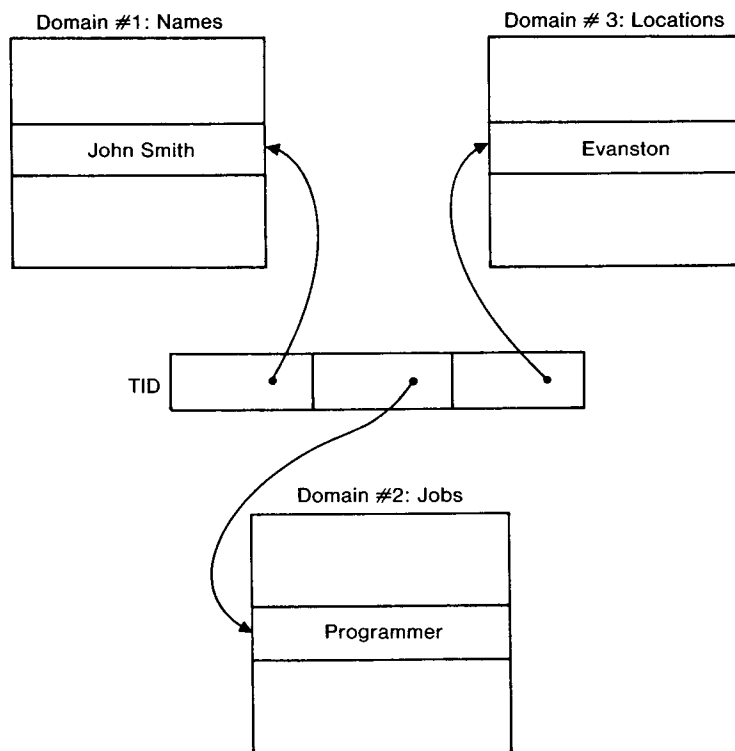 Domain #1: Names
Domain # 3: Locations
John Smith
Evanston
TID
Domain #2: Jobs
Programmer